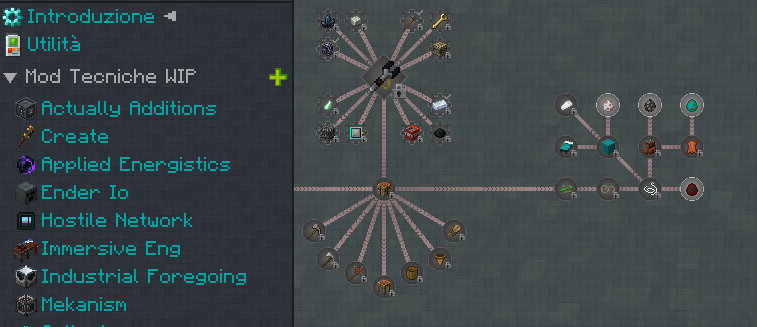 Introduzione
Utilità
Mod Tecniche WIP
Actually Additions
Create
Applied Energistics
Ender Io
Hostile Network
Immersive Eng
Industrial Foregoing
Mekanism